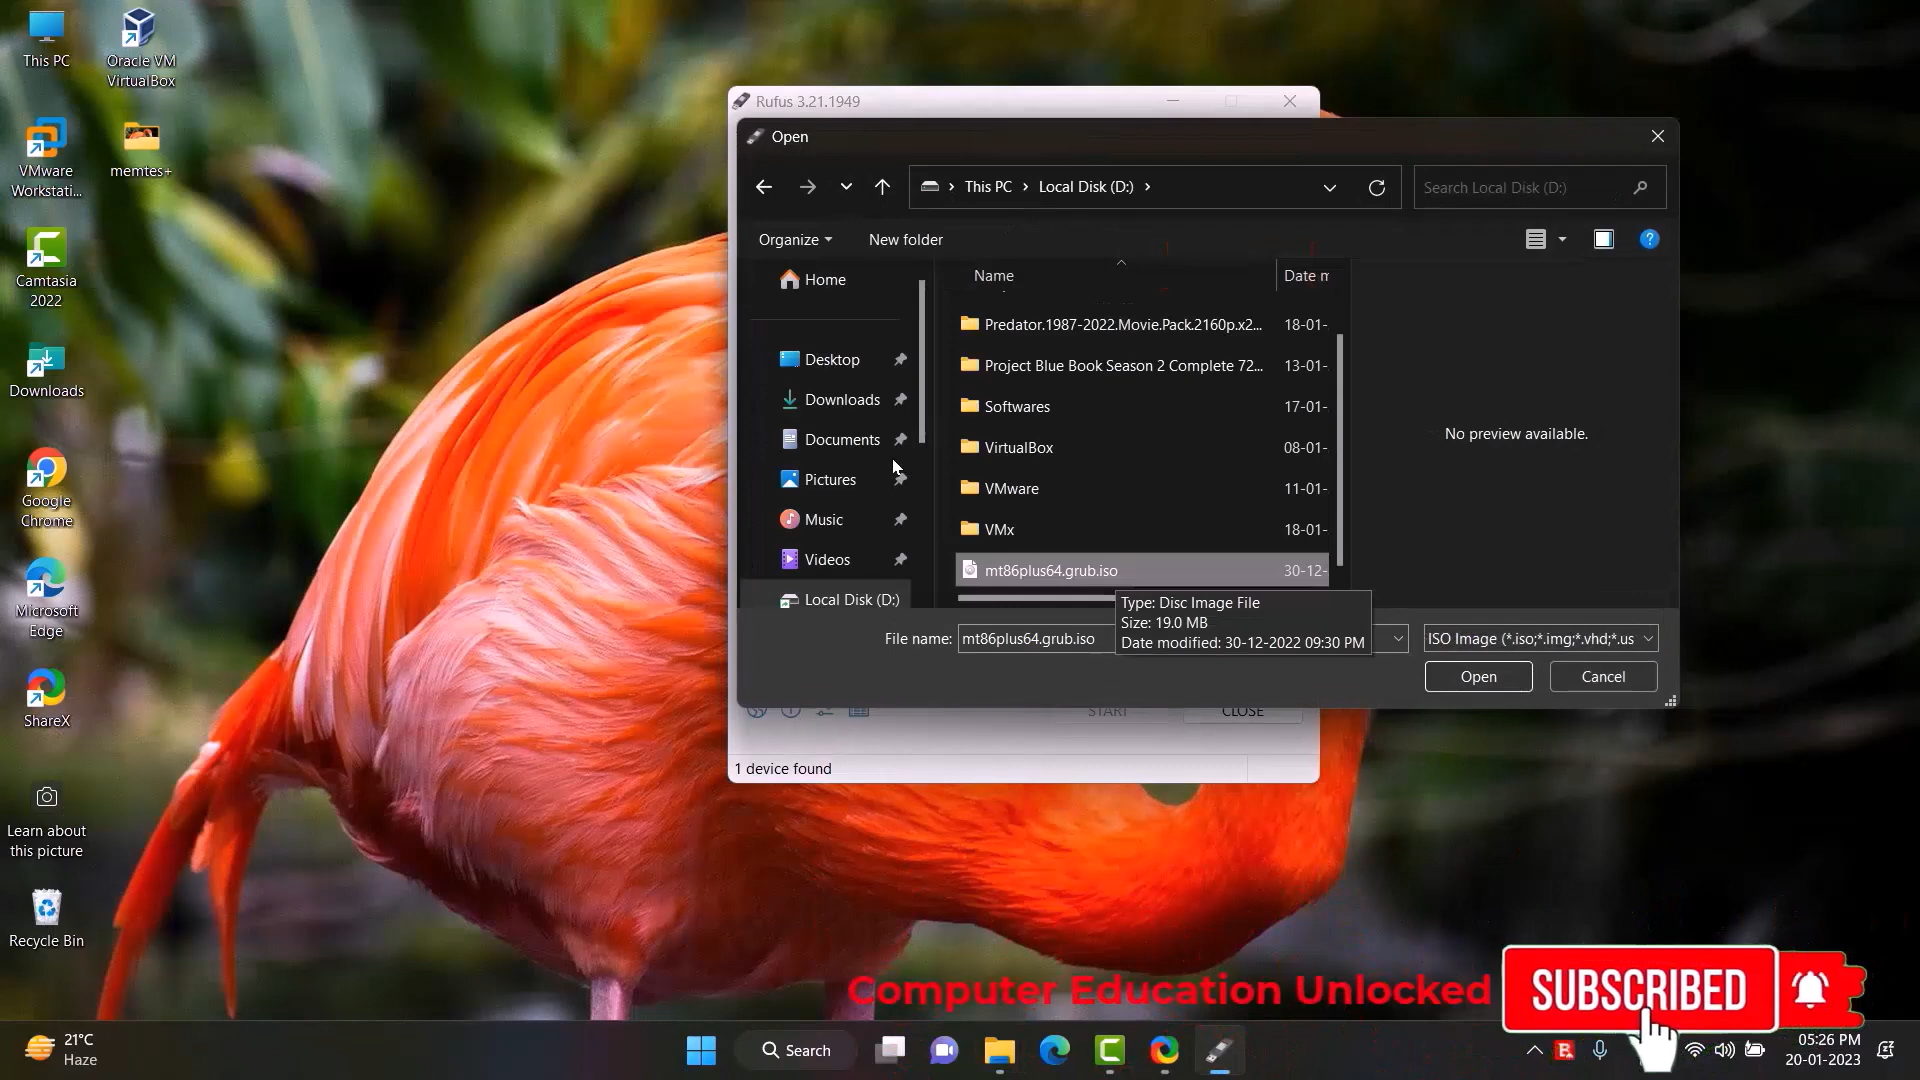 This PC
Oracle VM
VirtualBox
VMware
Workstati...
memtes+
Camtasia
2022
Downloads
Google
Chrome
Microsoft
Edge
ShareX
Learn about
this picture
Recycle Bin
Rufus 3.21.1949
Open
This PC
Local Disk (D:)
Search Local Disk (D:)
Organize
New folder
Home
Desktop
Downloads
Documents
Pictures
Music
Videos
Local Disk (D:)
Name
Date m
Predator.1987-2022.Movie.Pack.2160p.x2...
18-01-
Project Blue Book Season 2 Complete 72...
13-01-
Softwares
17-01-
VirtualBox
08-01-
VMware
11-01-
VMx
18-01-
mt86plus64.grub.iso
30-12-
No preview available.
Type: Disc Image File
Size: 19.0 MB
Date modified: 30-12-2022 09:30 PM
File name:
mt86plus64.grub.iso
ISO Image (*.iso;*.img;*.vhd;*.us
Open
Cancel
START
CLOSE
1 device found
Computer Education Unlocked
SUBSCRIBED
21°C
Haze
Search
05:26 PM
20-01-2023